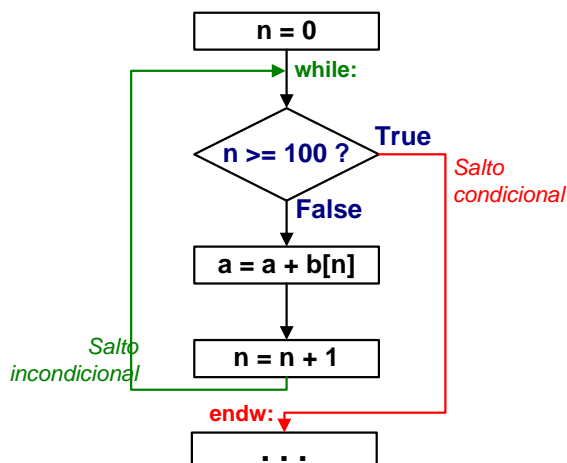 n = 0
while:
n >= 100 ?
True
Salto
condicional
False
a = a + b[n]
Salto
incondicional
n = n + 1
endw:
. . .